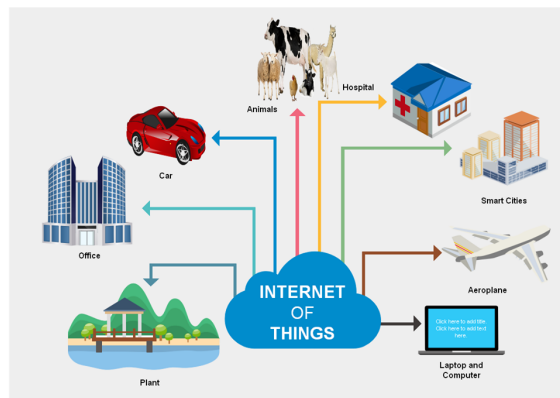 Animals
Hospital
Car
Smart Cities
Office
INTERNET
OF
THINGS
Aeroplane
Click here to add title.
Click here to add text
here.
Plant
Laptop and
Computer